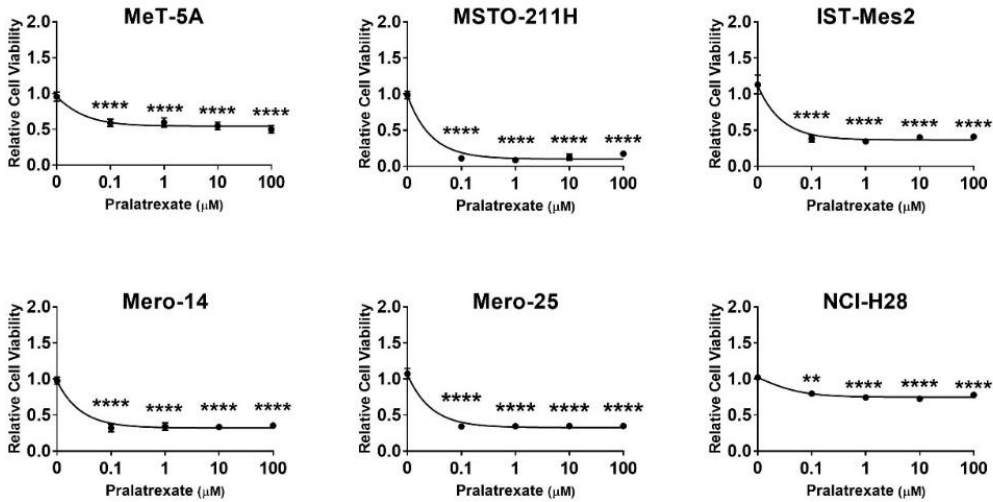 MeT-5A
Relative Cell Viability
2.0
1.5
1.0
0.5
0.0
**** **** **** ****
0 0.1 1 10 100
Pralatrexate (μM)
MSTO-211H
Relative Cell Viability
2.0
1.5
1.0
0.5
0.0
**** **** **** ****
0 0.1 1 10 100
Pralatrexate (μM)
IST-Mes2
Relative Cell Viability
2.0
1.5
1.0
0.5
0.0
**** **** **** ****
0 0.1 1 10 100
Pralatrexate (μM)
Mero-14
Relative Cell Viability
2.0
1.5
1.0
0.5
0.0
**** **** **** ****
0 0.1 1 10 100
Pralatrexate (μM)
Mero-25
Relative Cell Viability
2.0
1.5
1.0
0.5
0.0
**** **** **** ****
0 0.1 1 10 100
Pralatrexate (μM)
NCI-H28
Relative Cell Viability
2.0
1.5
1.0
0.5
0.0
** **** **** ****
0 0.1 1 10 100
Pralatrexate (μM)